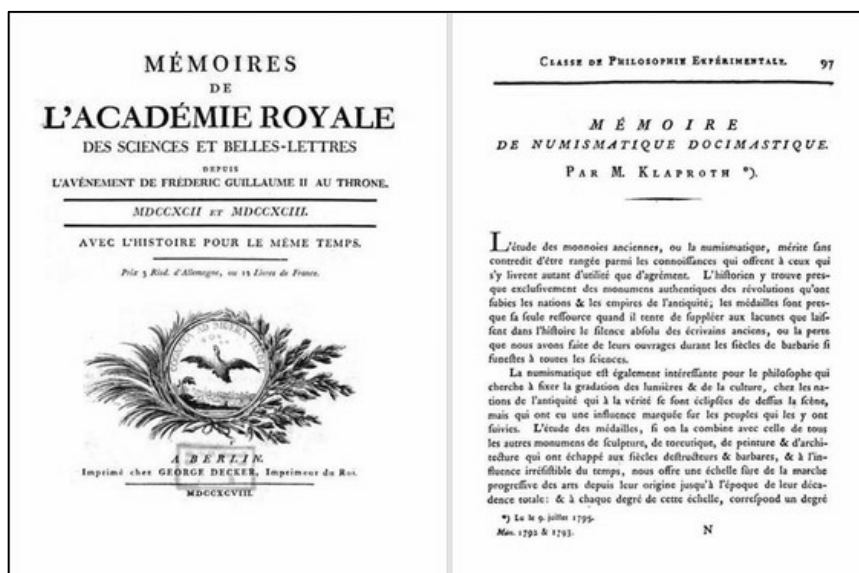 MÉMOIRES
DE
L'ACADÉMIE ROYALE
DES SCIENCES ET BELLES-LETTRES
DEPUIS
L'AVÉNEMENT DE FRÉDERIC GUILLAUME II AU THRONE.
MDCCXCII ET MDCCXCIII.
AVEC L'HISTOIRE POUR LE MÊME TEMPS.
Prix 3 Risd. d'Allemagne, ou 12 Livres de France.
A BERLIN.
Imprimé chez GEORGE DECKER, Imprimeur du Roi.
MDCCXCVIII.
CLASSE DE PHILOSOPHIE EXPÉRIMENTALE. 97
MÉMOIRE
DE NUMISMATIQUE DOCIMASTIQUE.
PAR M. KLAPROTH *).
L'étude des monnoies anciennes, ou la numismatique, mérite ſans
contredit d'être rangée parmi les connoiſſances qui offrent à ceux qui
s'y livrent autant d'utilité que d'agrément. L'hiſtorien y trouve pres-
que excluſivement des monumens authentiques des révolutions qu'ont
ſubies les nations & les empires de l'antiquité; les médailles ſont pres-
que ſa ſeule reſſource quand il tente de ſuppléer aux lacunes que laiſ-
ſent dans l'hiſtoire le ſilence abſolu des écrivains anciens, ou la perte
que nous avons faite de leurs ouvrages durant les ſiècles de barbarie ſi
funeſtes à toutes les ſciences.
La numismatique eſt également intéreſſante pour le philoſophe qui
cherche à fixer la gradation des lumières & de la culture, chez les na-
tions de l'antiquité qui à la vérité ſe ſont éclipſées de deſſus la ſcène,
mais qui ont eu une influence marquée ſur les peuples qui les y ont
ſuivies. L'étude des médailles, ſi on la combine avec celle de tous
les autres monumens de ſculpture, de toreutique, de peinture & d'archi-
tecture qui ont échappé aux ſiècles deſtructeurs & barbares, & à l'in-
fluence irréſiſtible du temps, nous offre une échelle ſûre de la marche
progreſſive des arts depuis leur origine jusqu'à l'époque de leur déca-
dence totale: & à chaque degré de cette échelle, correſpond un degré
*) Lu le 9. juillet 1795.
Mém. 1792 & 1793. N